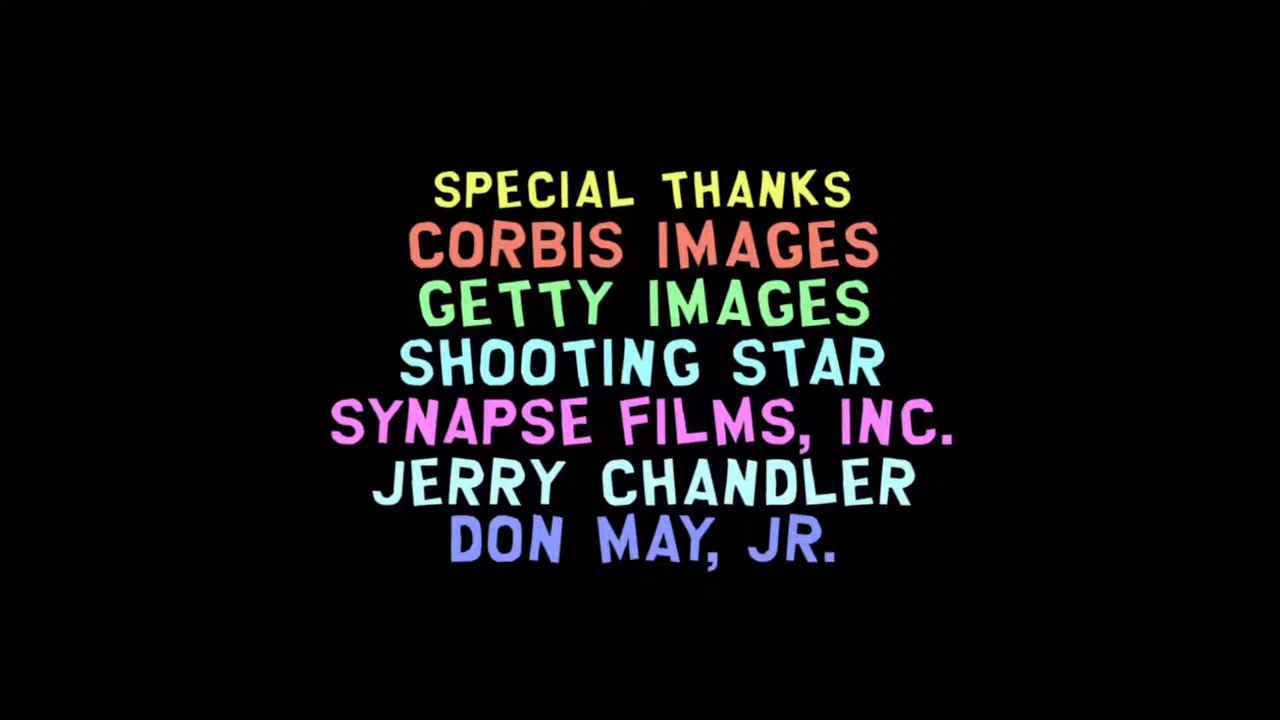 SPECIAL THANKS
CORBIS IMAGES
GETTY IMAGES
SHOOTING STAR
SYNAPSE FILMS, INC.
JERRY CHANDLER
DON MAY, JR.